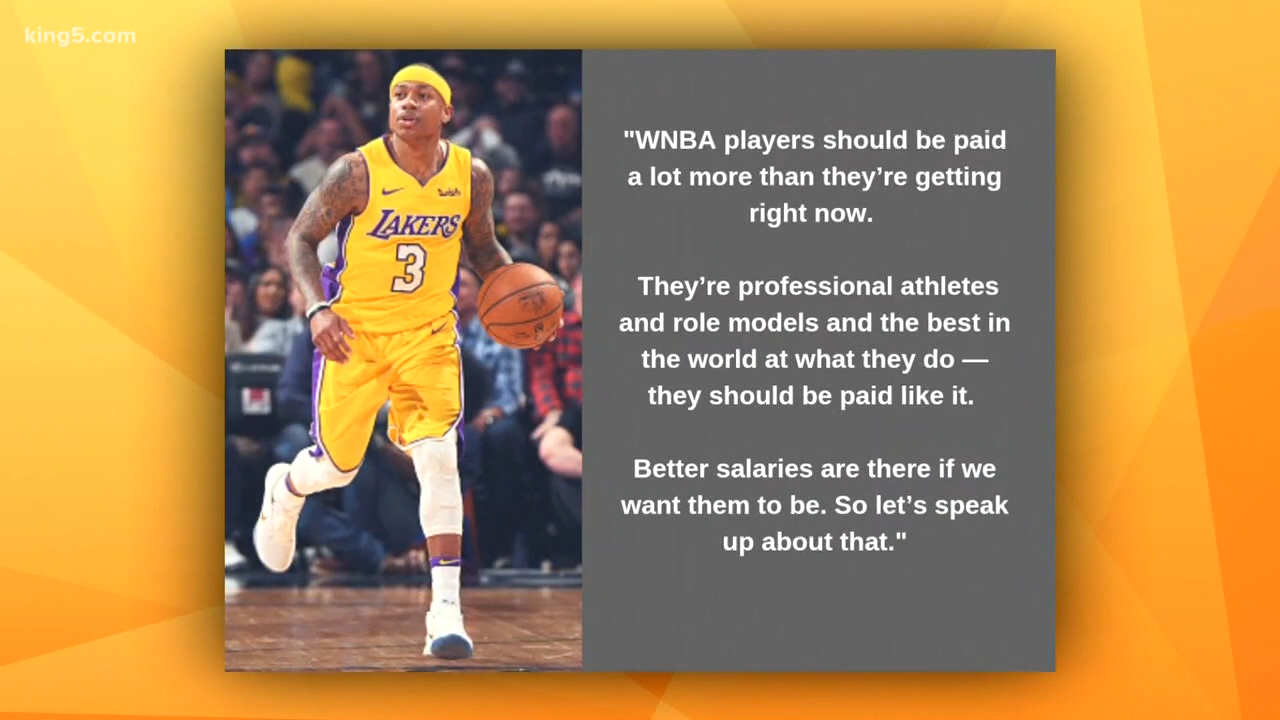 king5.com
LAKERS
3
"WNBA players should be paid
a lot more than they’re getting
right now.
They’re professional athletes
and role models and the best in
the world at what they do —
they should be paid like it.
Better salaries are there if we
want them to be. So let’s speak
up about that."